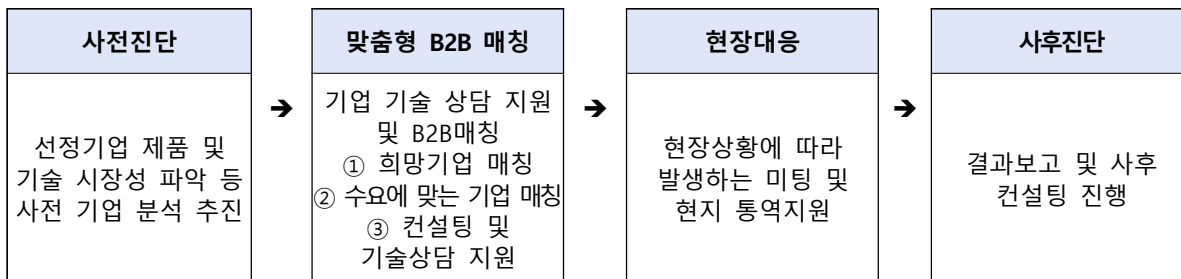 사전진단
선정기업 제품 및
기술 시장성 파악 등
사전 기업 분석 추진
➔
맞춤형 B2B 매칭
기업 기술 상담 지원
및 B2B매칭
① 희망기업 매칭
② 수요에 맞는 기업 매칭
③ 컨설팅 및
기술상담 지원
➔
현장대응
현장상황에 따라
발생하는 미팅 및
현지 통역지원
➔
사후진단
결과보고 및 사후
컨설팅 진행